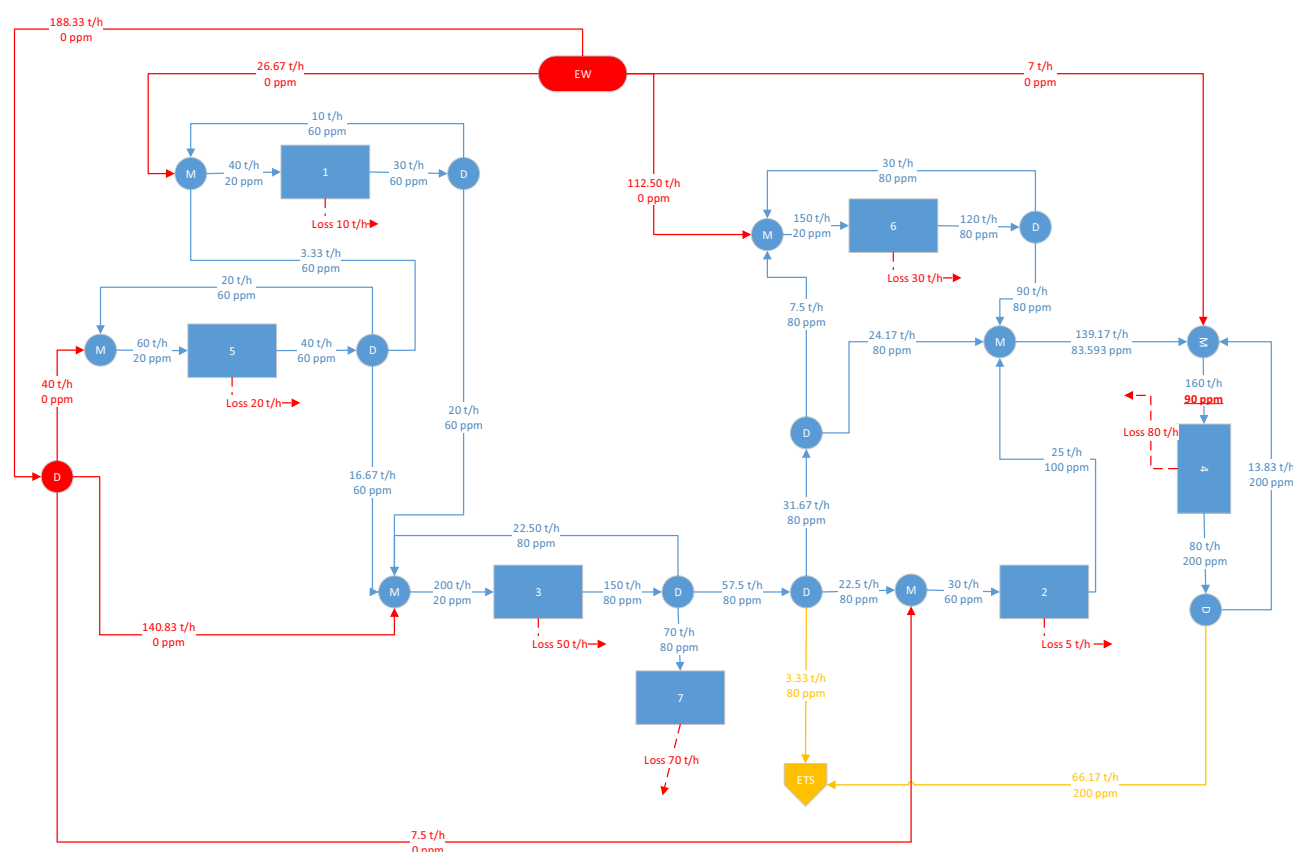 188.33 t/h
0 ppm
26.67 t/h
0 ppm
EW
7 t/h
0 ppm
10 t/h
60 ppm
M
40 t/h
20 ppm
1
30 t/h
60 ppm
D
Loss 10 t/h
112.50 t/h
0 ppm
30 t/h
80 ppm
M
150 t/h
20 ppm
6
120 t/h
80 ppm
D
Loss 30 t/h
3.33 t/h
60 ppm
20 t/h
60 ppm
M
60 t/h
20 ppm
5
40 t/h
60 ppm
D
Loss 20 t/h
40 t/h
0 ppm
7.5 t/h
80 ppm
24.17 t/h
80 ppm
90 t/h
80 ppm
M
139.17 t/h
83.593 ppm
M
160 t/h
90 ppm
Loss 80 t/h
4
13.83 t/h
200 ppm
20 t/h
60 ppm
D
25 t/h
100 ppm
D
16.67 t/h
60 ppm
31.67 t/h
80 ppm
22.50 t/h
80 ppm
80 t/h
200 ppm
M
200 t/h
20 ppm
3
150 t/h
80 ppm
D
57.5 t/h
80 ppm
D
22.5 t/h
80 ppm
M
30 t/h
60 ppm
2
D
140.83 t/h
0 ppm
Loss 50 t/h
70 t/h
80 ppm
Loss 5 t/h
7
3.33 t/h
80 ppm
Loss 70 t/h
ETS
66.17 t/h
200 ppm
7.5 t/h
0 ppm